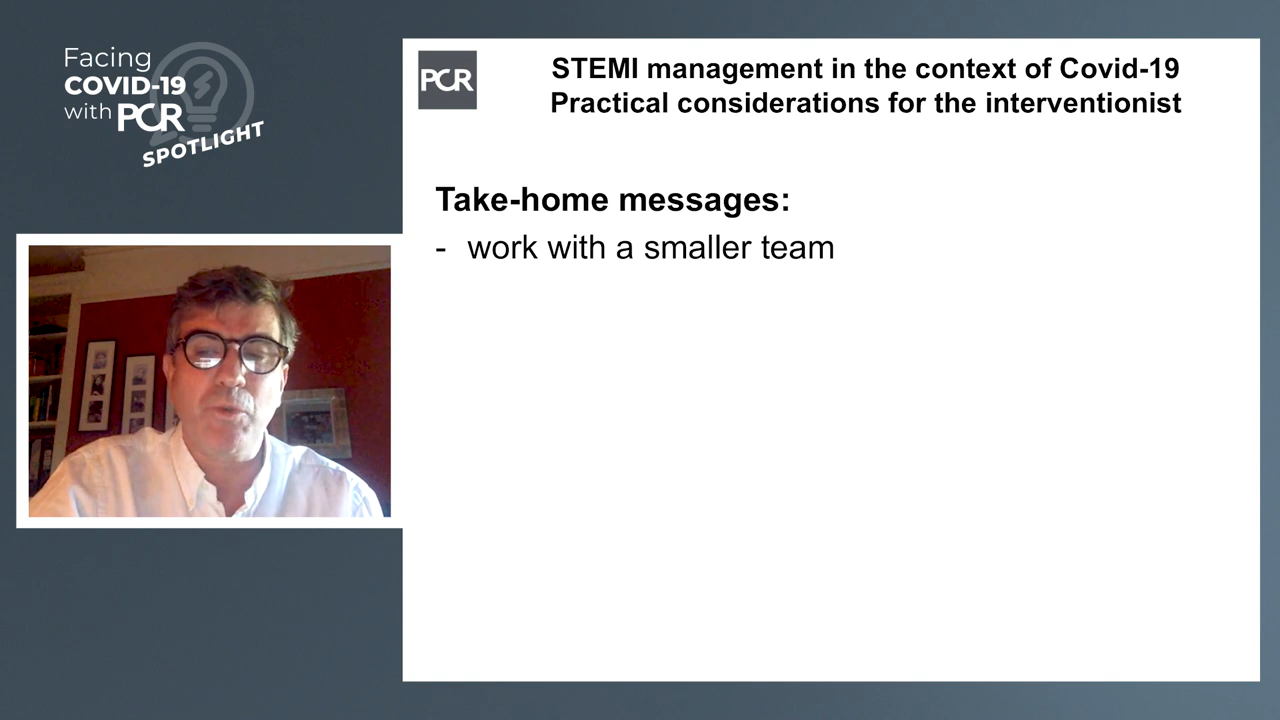 Facing
COVID-19
with PCR
SPOTLIGHT
PCR
STEMI management in the context of Covid-19
Practical considerations for the interventionist
Take-home messages:
- work with a smaller team